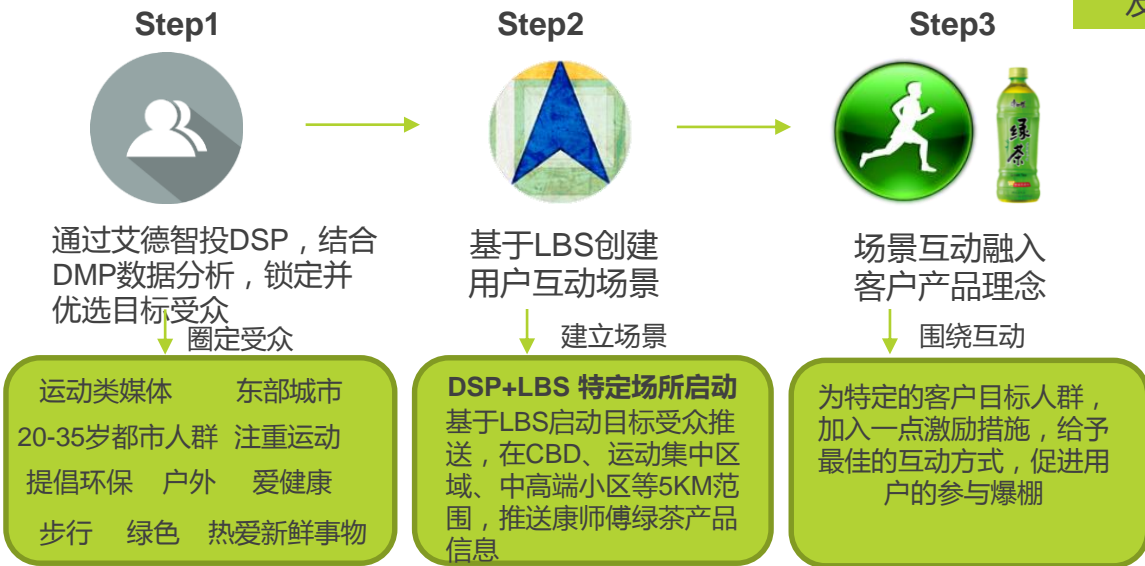 及
Step1
Step2
Step3
绿茶
通过艾德智投DSP，结合
DMP数据分析，锁定并
优选目标受众
基于LBS创建
用户互动场景
场景互动融入
客户产品理念
圈定受众
建立场景
围绕互动
运动类媒体 东部城市
20-35岁都市人群 注重运动
提倡环保 户外 爱健康
步行 绿色 热爱新鲜事物
DSP+LBS 特定场所启动
基于LBS启动目标受众推
送，在CBD、运动集中区
域、中高端小区等5KM范
围，推送康师傅绿茶产品
信息
为特定的客户目标人群，
加入一点激励措施，给予
最佳的互动方式，促进用
户的参与爆棚